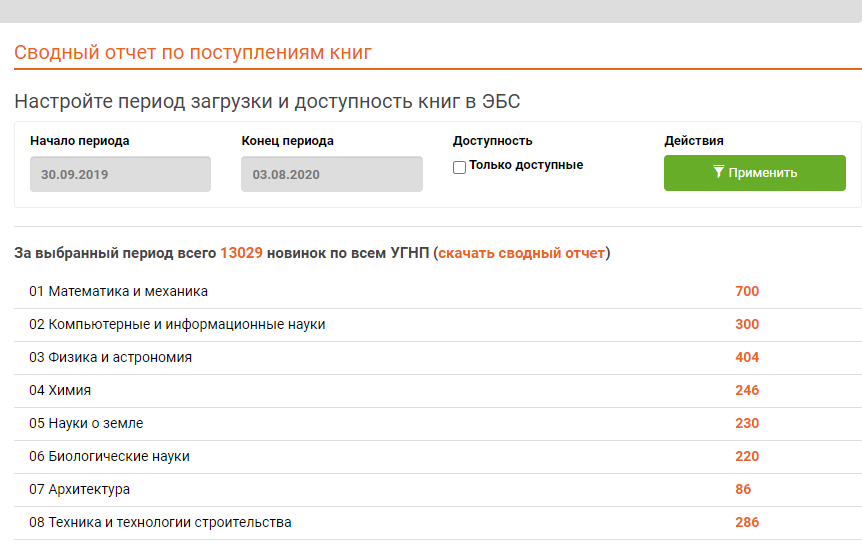 Сводный отчет по поступлениям книг
Настройте период загрузки и доступность книг в ЭБС
Начало периода Конец периода Доступность Действия
30.09.2019 03.08.2020 Только доступные Применить
За выбранный период всего 13029 новинок по всем УГНП (скачать сводный отчет)
01 Математика и механика 700
02 Компьютерные и информационные науки 300
03 Физика и астрономия 404
04 Химия 246
05 Науки о земле 230
06 Биологические науки 220
07 Архитектура 86
08 Техника и технологии строительства 286